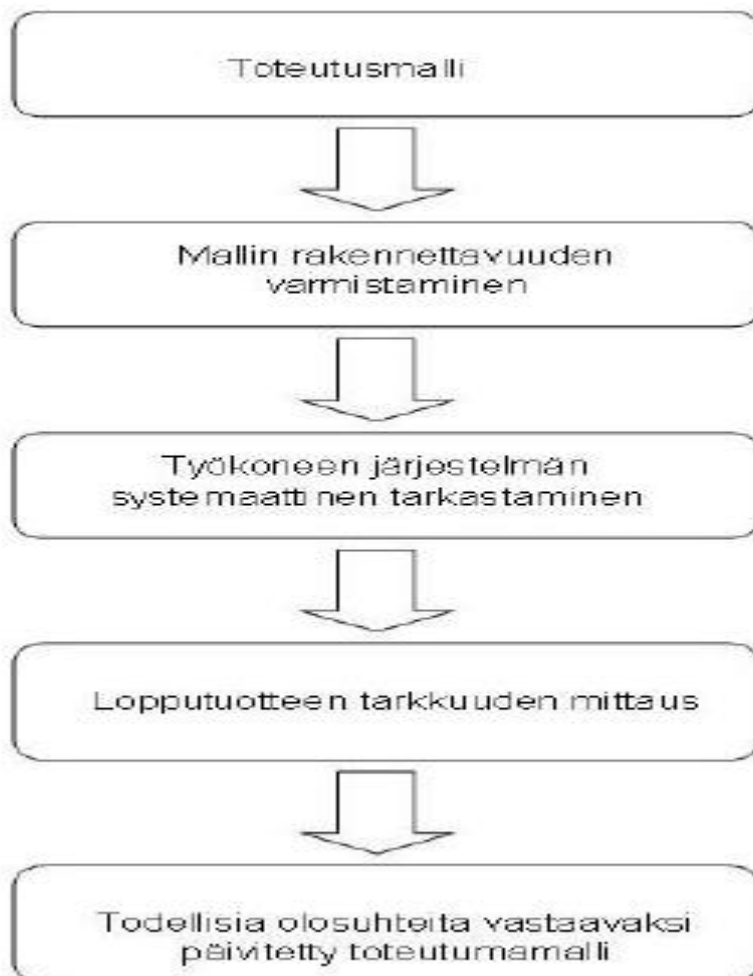 Toteutusmalli
Mallin rakennettavuuden
varmistaminen
Työkoneen järjestelmän
systemaattinen tarkastaminen
Lopputuotteen tarkkuuden mittaus
Todellisia olosuhteita vastaavaksi
päivitetty toteutumamalli